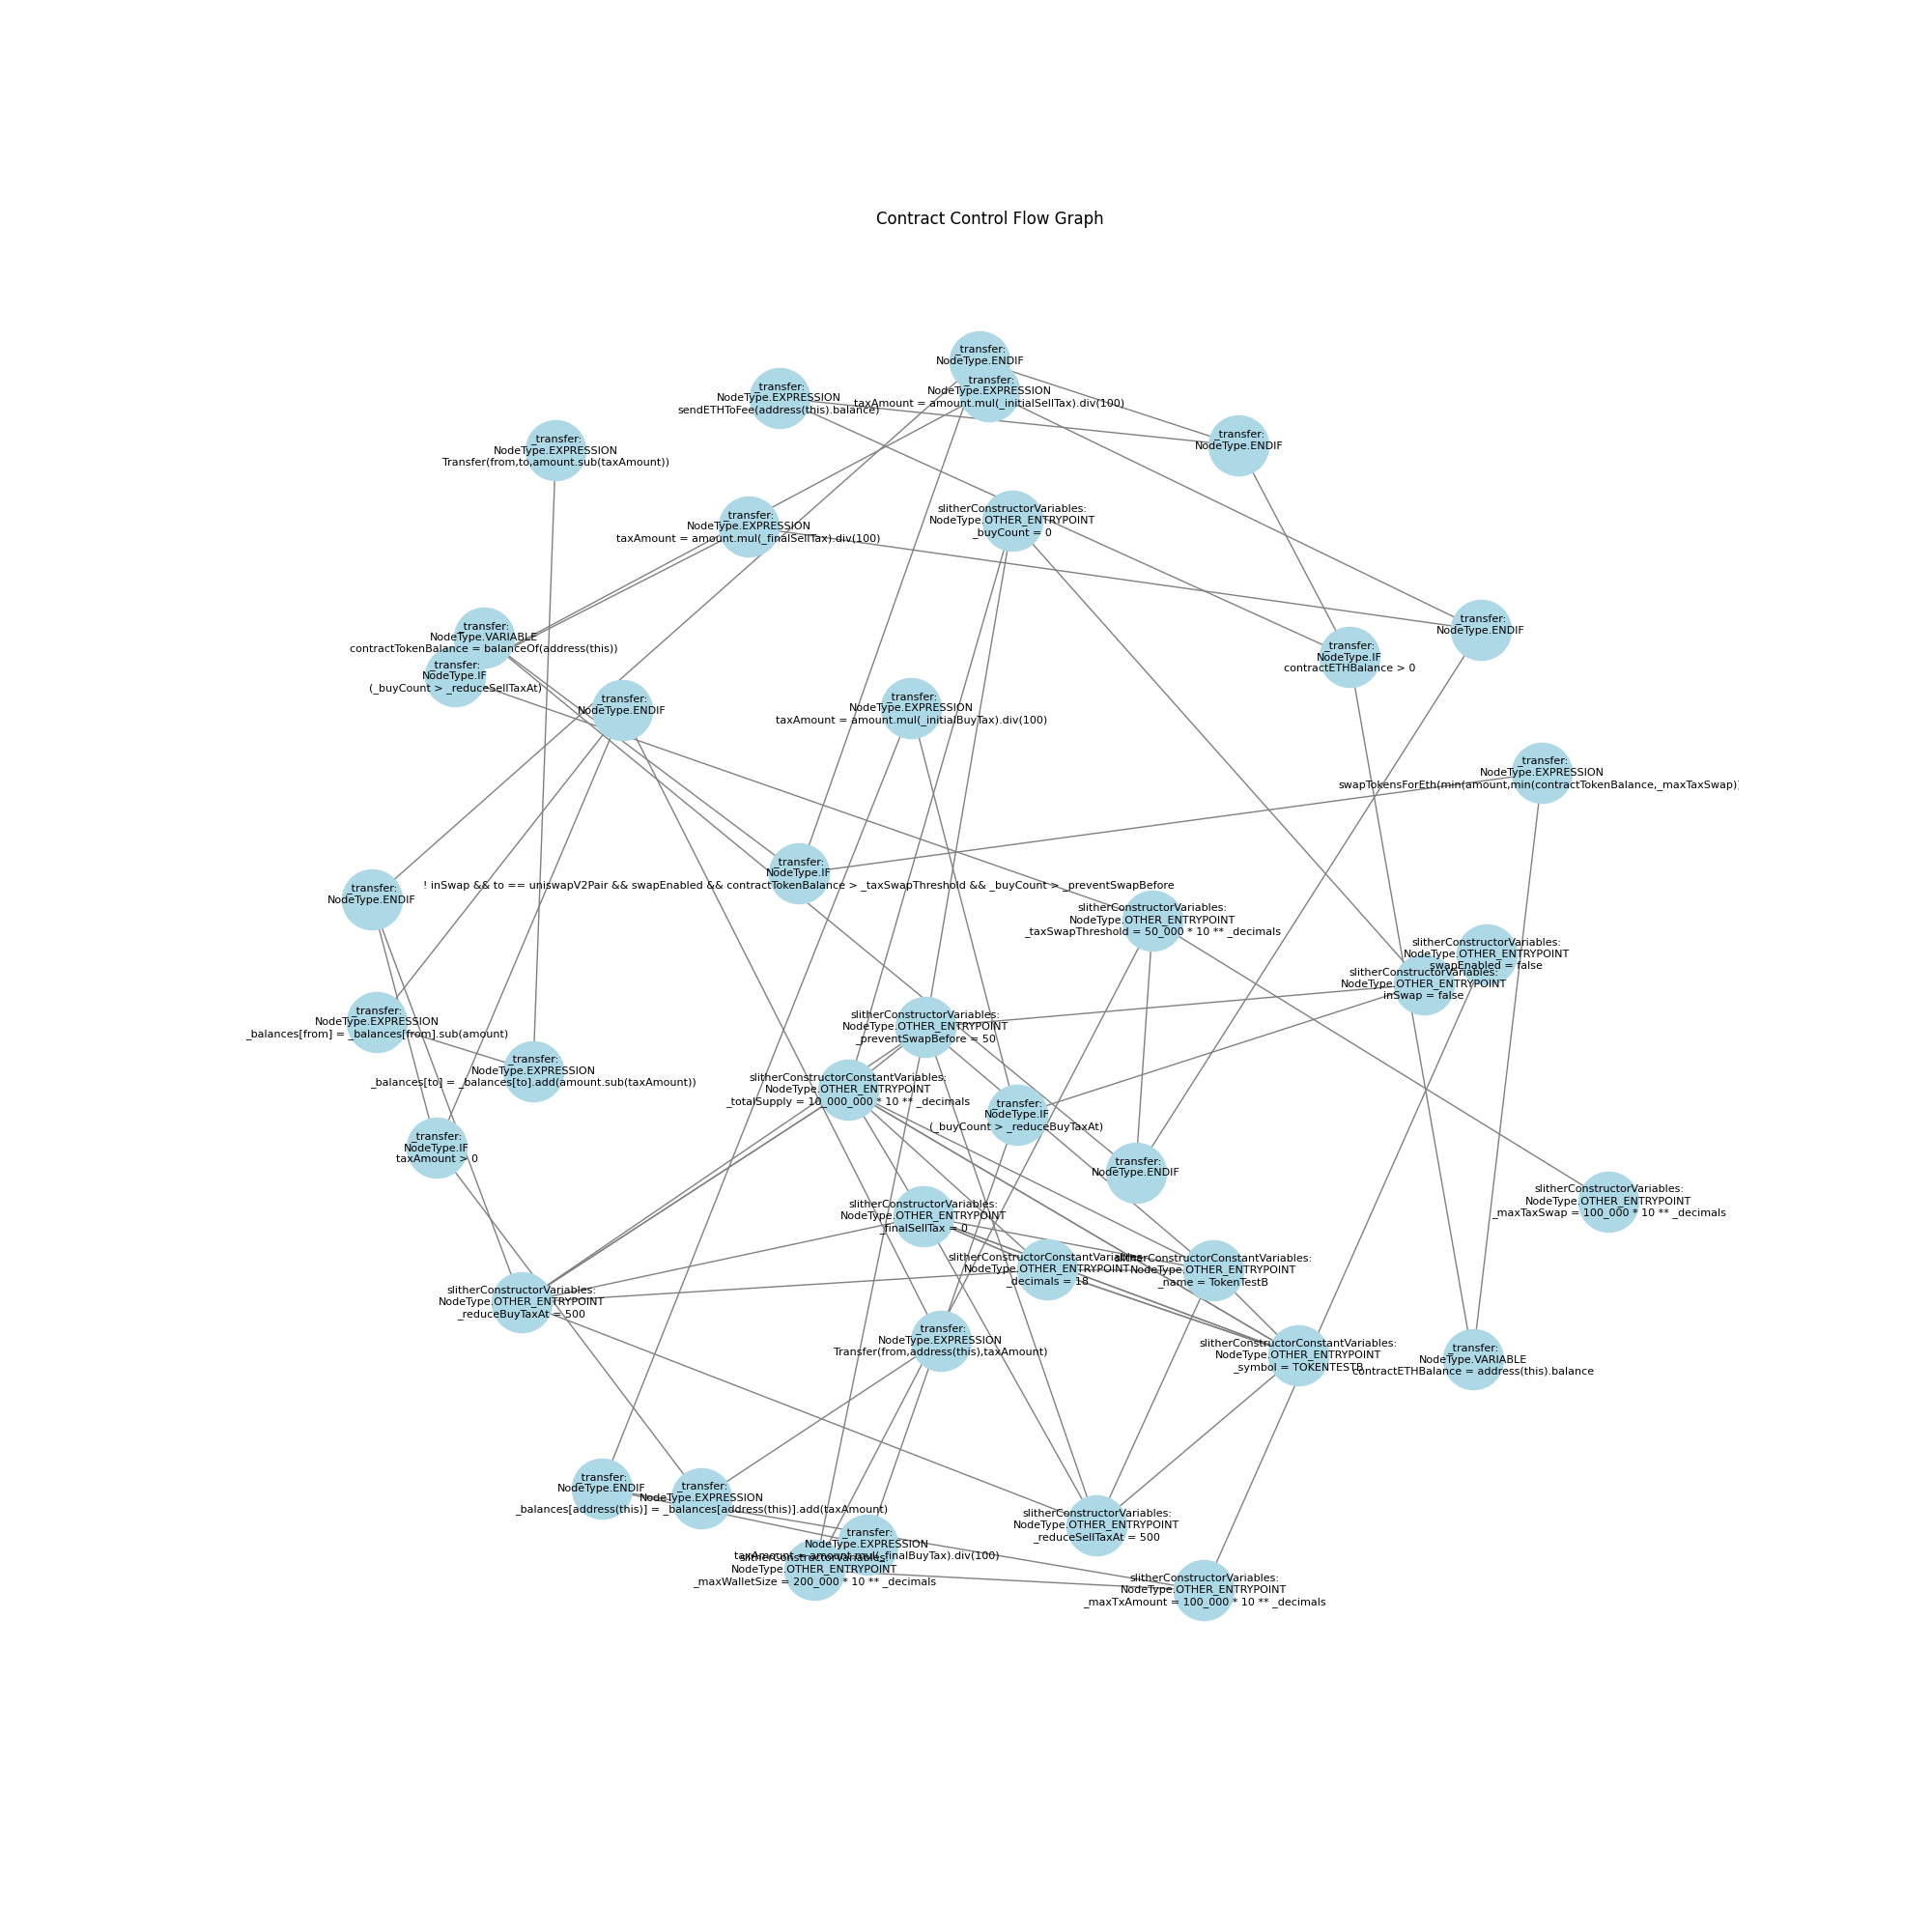 Contract Control Flow Graph
_transfer:
NodeType.ENDIF
_transfer:
NodeType.EXPRESSION
taxAmount = amount.mul(_initialSellTax).div(100)
_transfer:
NodeType.EXPRESSION
sendETHToFee(address(this).balance)
_transfer:
NodeType.ENDIF
_transfer:
NodeType.EXPRESSION
Transfer(from,to,amount.sub(taxAmount))
slitherConstructorVariables:
NodeType.OTHER_ENTRYPOINT
_buyCount = 0
_transfer:
NodeType.EXPRESSION
taxAmount = amount.mul(_finalSellTax).div(100)
_transfer:
NodeType.ENDIF
_transfer:
NodeType.VARIABLE
contractTokenBalance = balanceOf(address(this))
_transfer:
NodeType.IF
contractETHBalance > 0
_transfer:
NodeType.IF
(_buyCount > _reduceSellTaxAt)
_transfer:
NodeType.ENDIF
_transfer:
NodeType.EXPRESSION
taxAmount = amount.mul(_initialBuyTax).div(100)
_transfer:
NodeType.EXPRESSION
swapTokensForEth(min(amount,min(contractTokenBalance,_maxTaxSwap))
_transfer:
NodeType.IF
! inSwap && to == uniswapV2Pair && swapEnabled && contractTokenBalance > _taxSwapThreshold && _buyCount > _preventSwapBefore
_transfer:
NodeType.ENDIF
slitherConstructorVariables:
NodeType.OTHER_ENTRYPOINT
_taxSwapThreshold = 50_000 * 10 ** _decimals
slitherConstructorVariables:
NodeType.OTHER_ENTRYPOINT
swapEnabled = false
slitherConstructorVariables:
NodeType.OTHER_ENTRYPOINT
inSwap = false
_transfer:
NodeType.EXPRESSION
_balances[from] = _balances[from].sub(amount)
slitherConstructorVariables:
NodeType.OTHER_ENTRYPOINT
_preventSwapBefore = 50
_transfer:
NodeType.EXPRESSION
_balances[to] = _balances[to].add(amount.sub(taxAmount))
slitherConstructorConstantVariables:
NodeType.OTHER_ENTRYPOINT
_totalSupply = 10_000_000 * 10 ** _decimals
_transfer:
NodeType.IF
(_buyCount > _reduceBuyTaxAt)
_transfer:
NodeType.IF
taxAmount > 0
_transfer:
NodeType.ENDIF
slitherConstructorVariables:
NodeType.OTHER_ENTRYPOINT
_maxTaxSwap = 100_000 * 10 ** _decimals
slitherConstructorVariables:
NodeType.OTHER_ENTRYPOINT
_finalSellTax = 0
slitherConstructorConstantVariables:
NodeType.OTHER_ENTRYPOINT
_decimals = 18
slitherConstructorConstantVariables:
NodeType.OTHER_ENTRYPOINT
_name = TokenTestB
slitherConstructorVariables:
NodeType.OTHER_ENTRYPOINT
_reduceBuyTaxAt = 500
_transfer:
NodeType.EXPRESSION
Transfer(from,address(this),taxAmount)
slitherConstructorConstantVariables:
NodeType.OTHER_ENTRYPOINT
_symbol = TOKENTESTB
_transfer:
NodeType.VARIABLE
contractETHBalance = address(this).balance
_transfer:
NodeType.ENDIF
_transfer:
NodeType.EXPRESSION
_balances[address(this)] = _balances[address(this)].add(taxAmount)
slitherConstructorVariables:
NodeType.OTHER_ENTRYPOINT
_reduceSellTaxAt = 500
_transfer:
NodeType.EXPRESSION
taxAmount = amount.mul(_finalBuyTax).div(100)
slitherConstructorVariables:
NodeType.OTHER_ENTRYPOINT
_maxWalletSize = 200_000 * 10 ** _decimals
slitherConstructorVariables:
NodeType.OTHER_ENTRYPOINT
_maxTxAmount = 100_000 * 10 ** _decimals